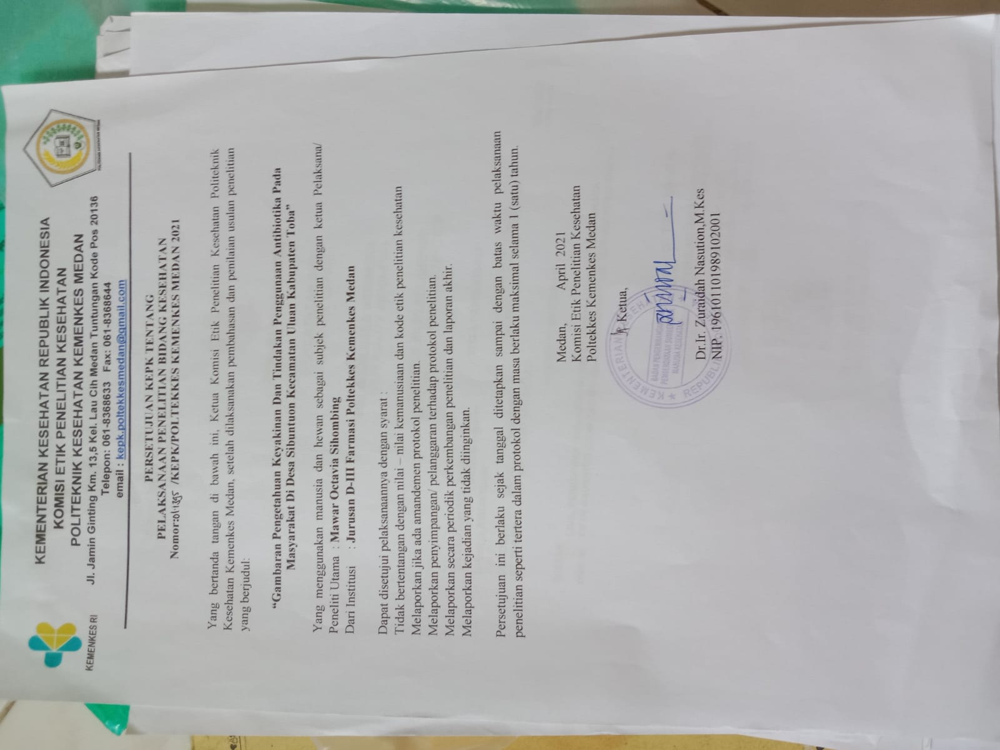 KEMENTERIAN KESEHATAN REPUBLIK INDONESIA
KOMISI ETIK PENELITIAN KESEHATAN
POLITEKNIK KESEHATAN KEMENKES MEDAN
Jl. Jamin Ginting Km. 13,5 Kel. Lau Cih Medan Tuntungan Kode Pos 20136
Telepon: 061-8368633 Fax: 061-8368644
email : kepk.poltekkesmedan@gmail.com
KEMENKES RI
PERSETUJUAN KEPK TENTANG
PELAKSANAAN PENELITIAN BIDANG KESEHATAN
Nomor: /KEPK/POLTEKKES KEMENKES MEDAN 2021
Yang bertanda tangan di bawah ini, Ketua Komisi Etik Penelitian Kesehatan Politeknik
Kesehatan Kemenkes Medan, setelah dilaksanakan pembahasan dan penilaian usulan penelitian
yang berjudul:
“Gambaran Pengetahuan Keyakinan Dan Tindakan Penggunaan Antibiotika Pada
Masyarakat Di Desa Sibuntuon Kecamatan Uluan Kabupaten Toba”
Yang menggunakan manusia dan hewan sebagai subjek penelitian dengan ketua Pelaksana/
Peneliti Utama : Mawar Octavia Sihombing
Dari Institusi : Jurusan D-III Farmasi Poltekkes Kemenkes Medan
Dapat disetujui pelaksanaannya dengan syarat :
Tidak bertentangan dengan nilai – nilai kemanusiaan dan kode etik penelitian kesehatan
Melaporkan jika ada amandemen protokol penelitian.
Melaporkan penyimpangan/ pelanggaran terhadap protokol penelitian.
Melaporkan secara periodik perkembangan penelitian dan laporan akhir.
Melaporkan kejadian yang tidak diinginkan.
Persetujuan ini berlaku sejak tanggal ditetapkan sampai dengan batas waktu pelaksanaan
penelitian seperti tertera dalam protokol dengan masa berlaku maksimal selama 1 (satu) tahun.
Medan, April 2021
Komisi Etik Penelitian Kesehatan
Poltekkes Kemenkes Medan
Ketua,
Dr.Ir. Zuraidah Nasution,M.Kes
NIP. 196101101989102001